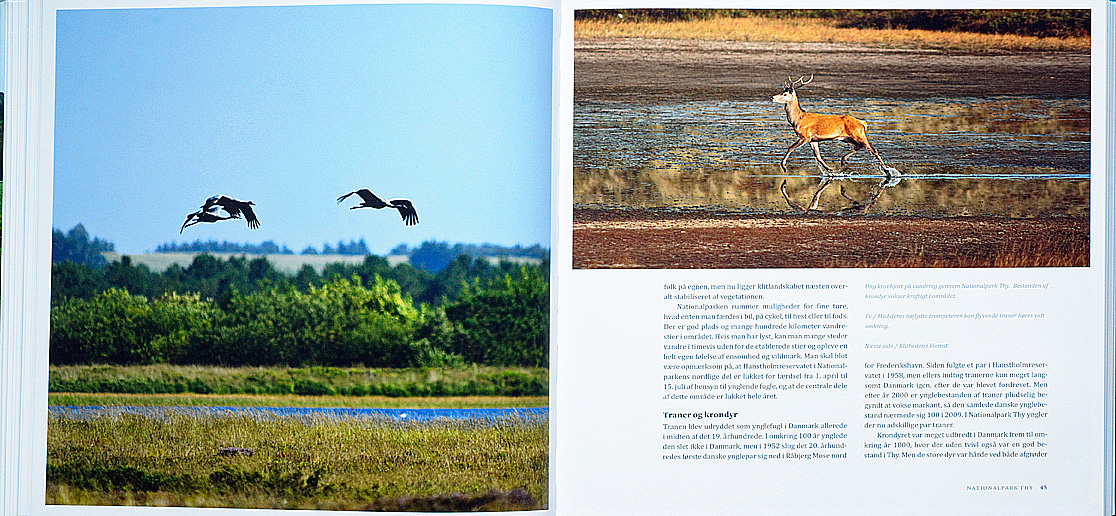 folk på egnen, men nu ligger klitlandskabet næsten over-
alt stabiliseret af vegetationen.
Nationalparken rummer muligheder for fine ture,
hvad enten man færdes i bil, på cykel, til hest eller til fods.
Der er god plads og mange hundrede kilometer vandre-
stier i området. Hvis man har lyst, kan man mange steder
vandre i timevis uden for de etablerede stier og opleve en
helt egen følelse af ensomhed og vildmark. Man skal blot
være opmærksom på, at Hanstholmreservatet i National-
parkens nordlige del er lukket for færdsel fra 1. april til
15. juli af hensyn til ynglende fugle, og at de centrale dele
af dette område er lukket hele året.
Traner og krondyr
Tranen blev udryddet som ynglefugl i Danmark allerede
i midten af det 19. århundrede. I omkring 100 år ynglede
den slet ikke i Danmark, men i 1952 slog det 20. århund-
redes første danske ynglepar sig ned i Råbjerg Mose nord
Ung kronhjort på vandring gennem Nationalpark Thy. Bestanden af
krondyr vokser kraftigt i området.
Tv / Med deres højlydte trompeteren kan flyvende traner høres vidt
omkring.
Næste side / Klitheden i blomst.
for Frederikshavn. Siden fulgte et par i Hanstholmreser-
vatet i 1958, men ellers indtog tranerne kun meget lang-
somt Danmark igen, efter de var blevet fordrevet. Men
efter år 2000 er ynglebestanden af traner pludselig be-
gyndt at vokse markant, så den samlede danske ynglebe-
stand nærmede sig 100 i 2009. I Nationalpark Thy yngler
der nu adskillige par traner.
Krondyret var meget udbredt i Danmark frem til om-
kring år 1800, hvor der uden tvivl også var en god be-
stand i Thy. Men de store dyr var hårde ved både afgrøder
NATIONALPARK THY 45